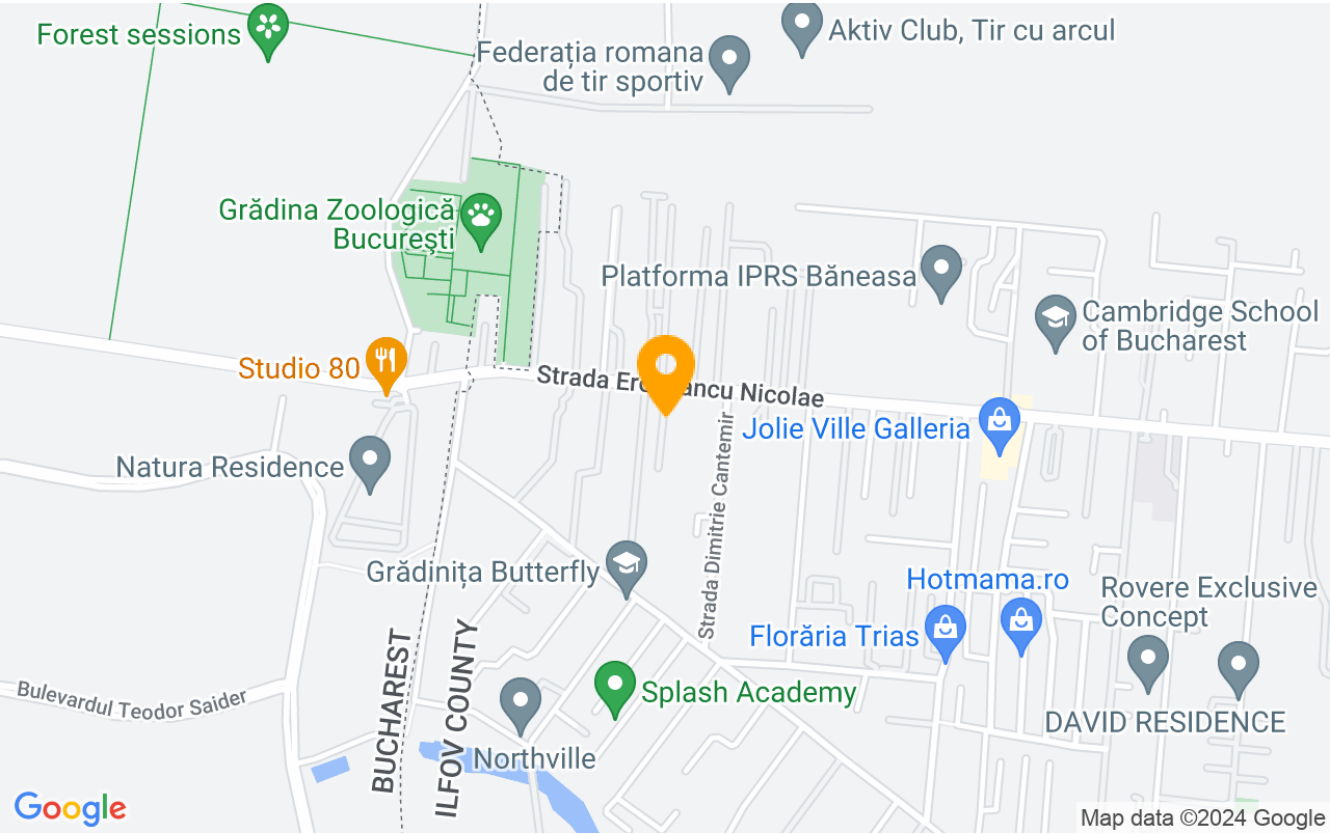 Forest sessions
Aktiv Club, Tir cu arcul
Federația romana
de tir sportiv
Grădina Zoologică
București
Platforma IPRS Băneasa
Cambridge School
of Bucharest
Studio 80
Strada Ero
ancu Nicolae
Jolie Ville Galleria
Natura Residence
Strada Dimitrie Cantemir
Grădinița Butterfly
Hotmama.ro
Rovere Exclusive
Concept
Florăria Trias
BUCHAREST
ILFOV COUNTY
Splash Academy
Bulevardul Teodor Saider
DAVID RESIDENCE
Northville
Google
Map data ©2024 Google